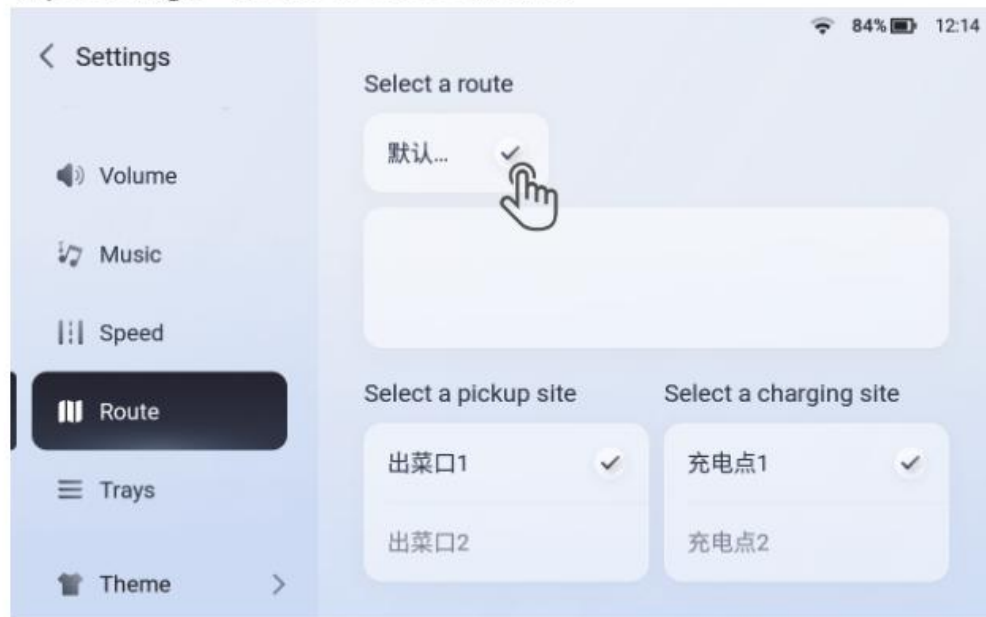 84% 12:14
Settings
Volume
Music
Speed
Route
Trays
Theme
Select a route
默认...
Select a pickup site
出菜口1
出菜口2
Select a charging site
充电点1
充电点2